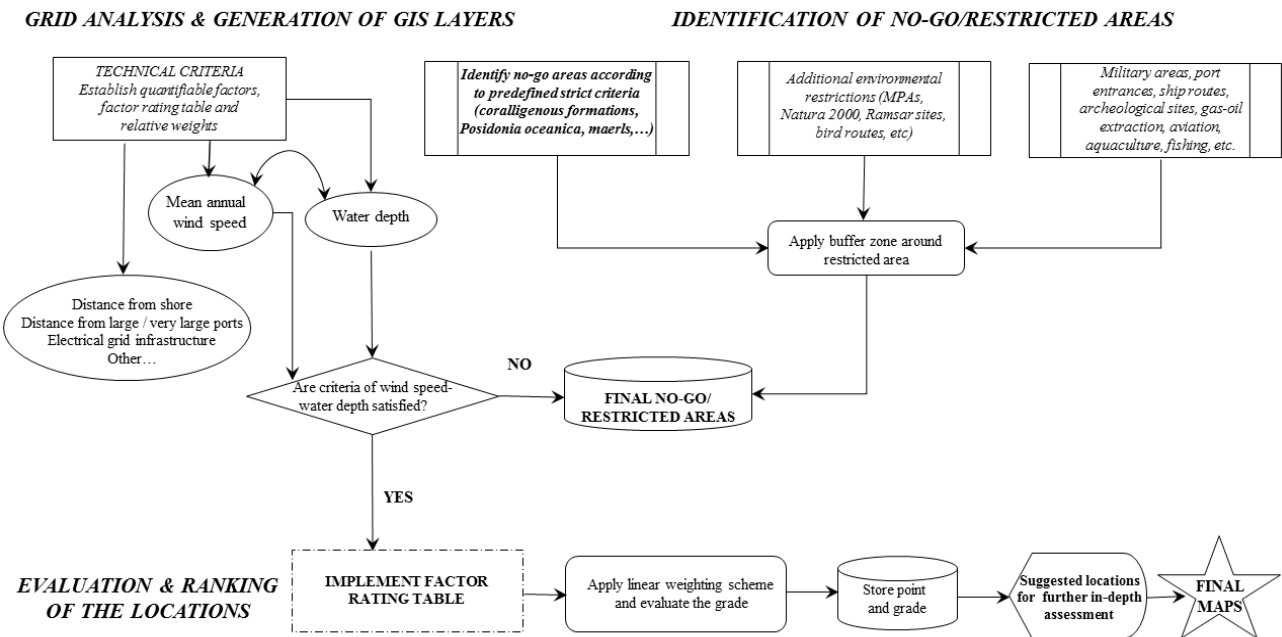 GRID ANALYSIS & GENERATION OF GIS LAYERS
IDENTIFICATION OF NO-GO/RESTRICTED AREAS
TECHNICAL CRITERIA
Establish quantifiable factors,
factor rating table and
relative weights
Identify no-go areas according
to predefined strict criteria
(coralligenous formations,
Posidonia oceanica, maerls,…)
Additional environmental
restrictions (MPAs,
Natura 2000, Ramsar sites,
bird routes, etc)
Military areas, port
entrances, ship routes,
archeological sites, gas-oil
extraction, aviation,
aquaculture, fishing, etc.
Mean annual
wind speed
Water depth
Apply buffer zone around
restricted area
Distance from shore
Distance from large / very large ports
Electrical grid infrastructure
Other…
Are criteria of wind speed-
water depth satisfied?
NO
FINAL NO-GO/
RESTRICTED AREAS
YES
EVALUATION & RANKING
OF THE LOCATIONS
IMPLEMENT FACTOR
RATING TABLE
Apply linear weighting scheme
and evaluate the grade
Store point
and grade
Suggested locations
for further in-depth
assessment
FINAL
MAPS